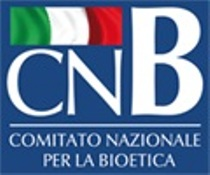 CNB
COMITATO NAZIONALE
PER LA BIOETICA